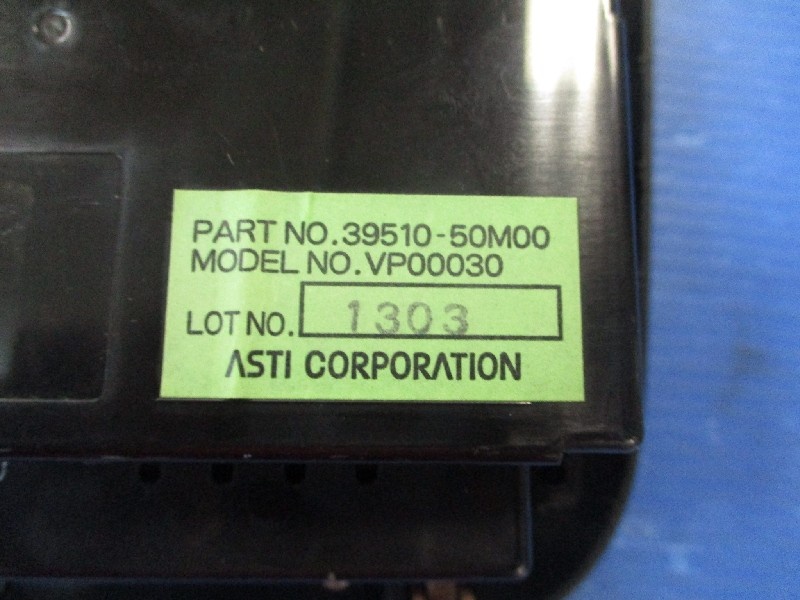 PART NO.39510-50M00
MODEL NO.VP00030
LOT NO. 1303
ASTI CORPORATION